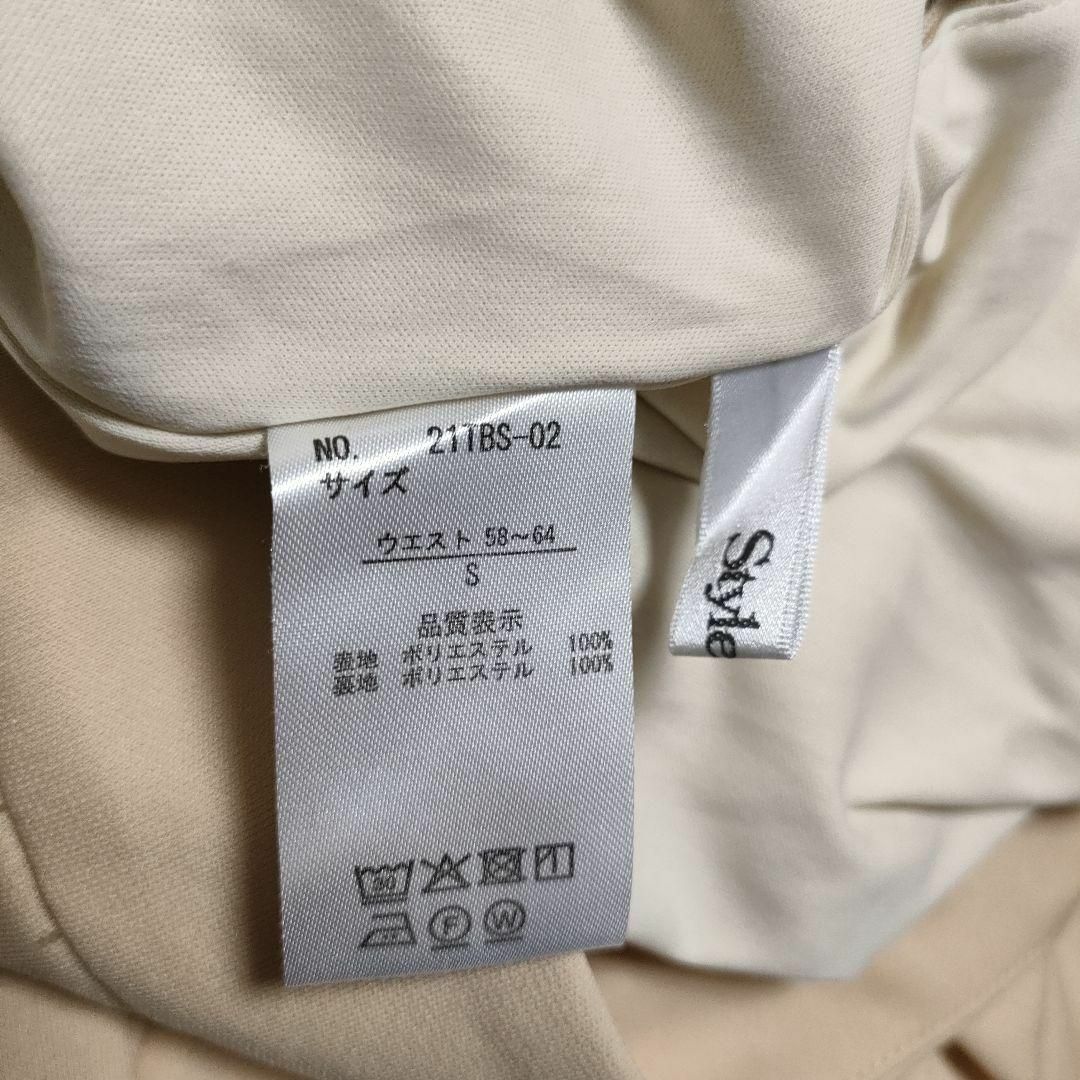 NO. 21TBS-02
サイズ
ウエスト 58～64
S
品質表示
表地 ポリエステル 100%
裏地 ポリエステル 100%
30
F W
Style